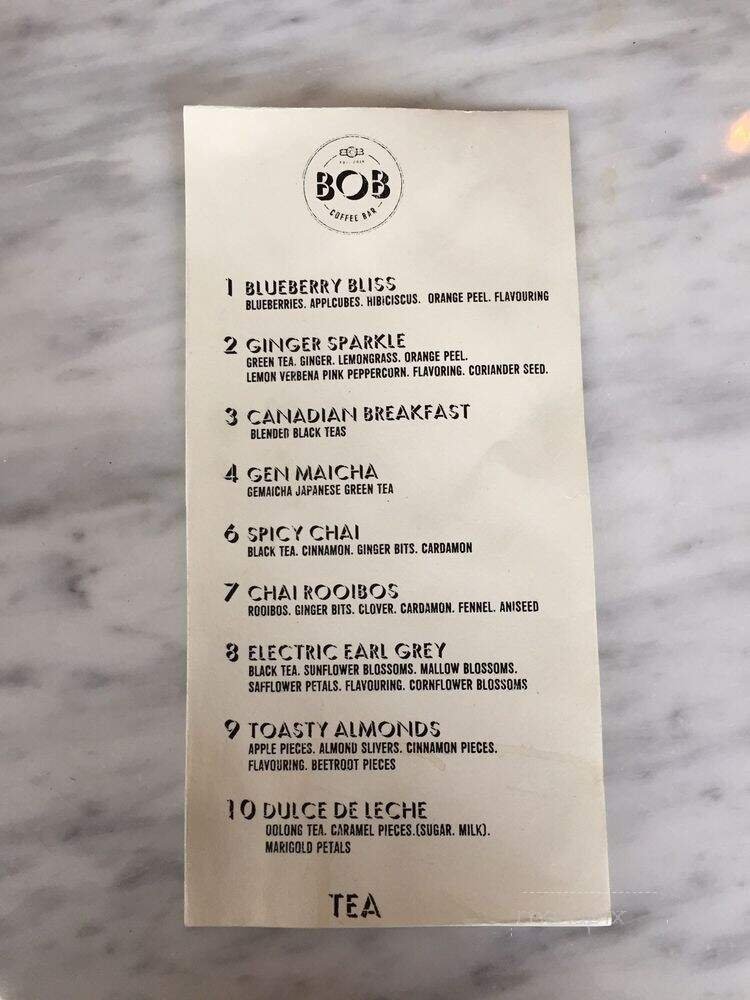 BOB
BOB
COFFEE BAR
1 BLUEBERRY BLISS
BLUEBERRIES. APPLCUBES. HIBICISCUS. ORANGE PEEL. FLAVOURING
2 GINGER SPARKLE
GREEN TEA. GINGER. LEMONGRASS. ORANGE PEEL.
LEMON VERBENA PINK PEPPERCORN. FLAVORING. CORIANDER SEED.
3 CANADIAN BREAKFAST
BLENDED BLACK TEAS
4 GEN MAICHA
GEMAICHA JAPANESE GREEN TEA
6 SPICY CHAI
BLACK TEA. CINNAMON. GINGER BITS. CARDAMON
7 CHAI ROOIBOS
ROOIBOS. GINGER BITS. CLOVER. CARDAMON. FENNEL. ANISEED
8 ELECTRIC EARL GREY
BLACK TEA. SUNFLOWER BLOSSOMS. MALLOW BLOSSOMS.
SAFFLOWER PETALS. FLAVOURING. CORNFLOWER BLOSSOMS
9 TOASTY ALMONDS
APPLE PIECES. ALMOND SLIVERS. CINNAMON PIECES.
FLAVOURING. BEETROOT PIECES
10 DULCE DE LECHE
OOLONG TEA. CARAMEL PIECES.(SUGAR. MILK).
MARIGOLD PETALS
TEA